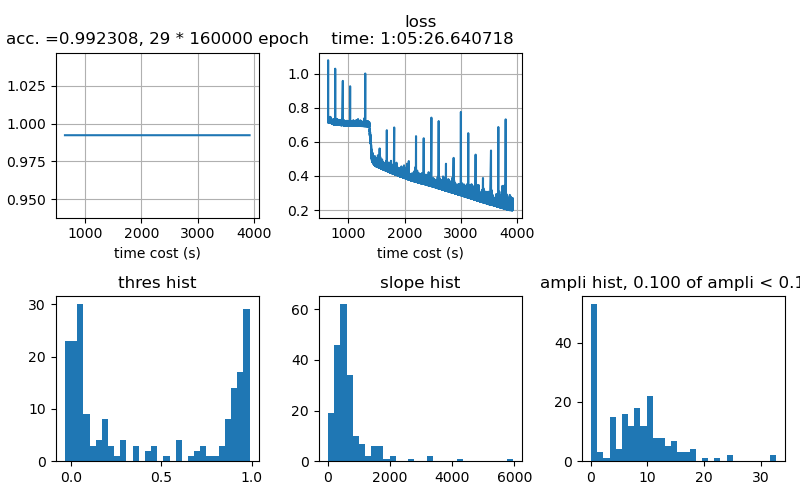 loss
acc. =0.992308, 29 * 160000 epoch
time: 1:05:26.640718
1.025
1.000
0.975
0.950
1000 2000 3000 4000
time cost (s)
1.0
0.8
0.6
0.4
0.2
1000 2000 3000 4000
time cost (s)
thres hist
30
20
10
0
0.0 0.5 1.0
slope hist
60
40
20
0
0 2000 4000 6000
ampli hist, 0.100 of ampli < 0.1
40
20
0
0 10 20 30